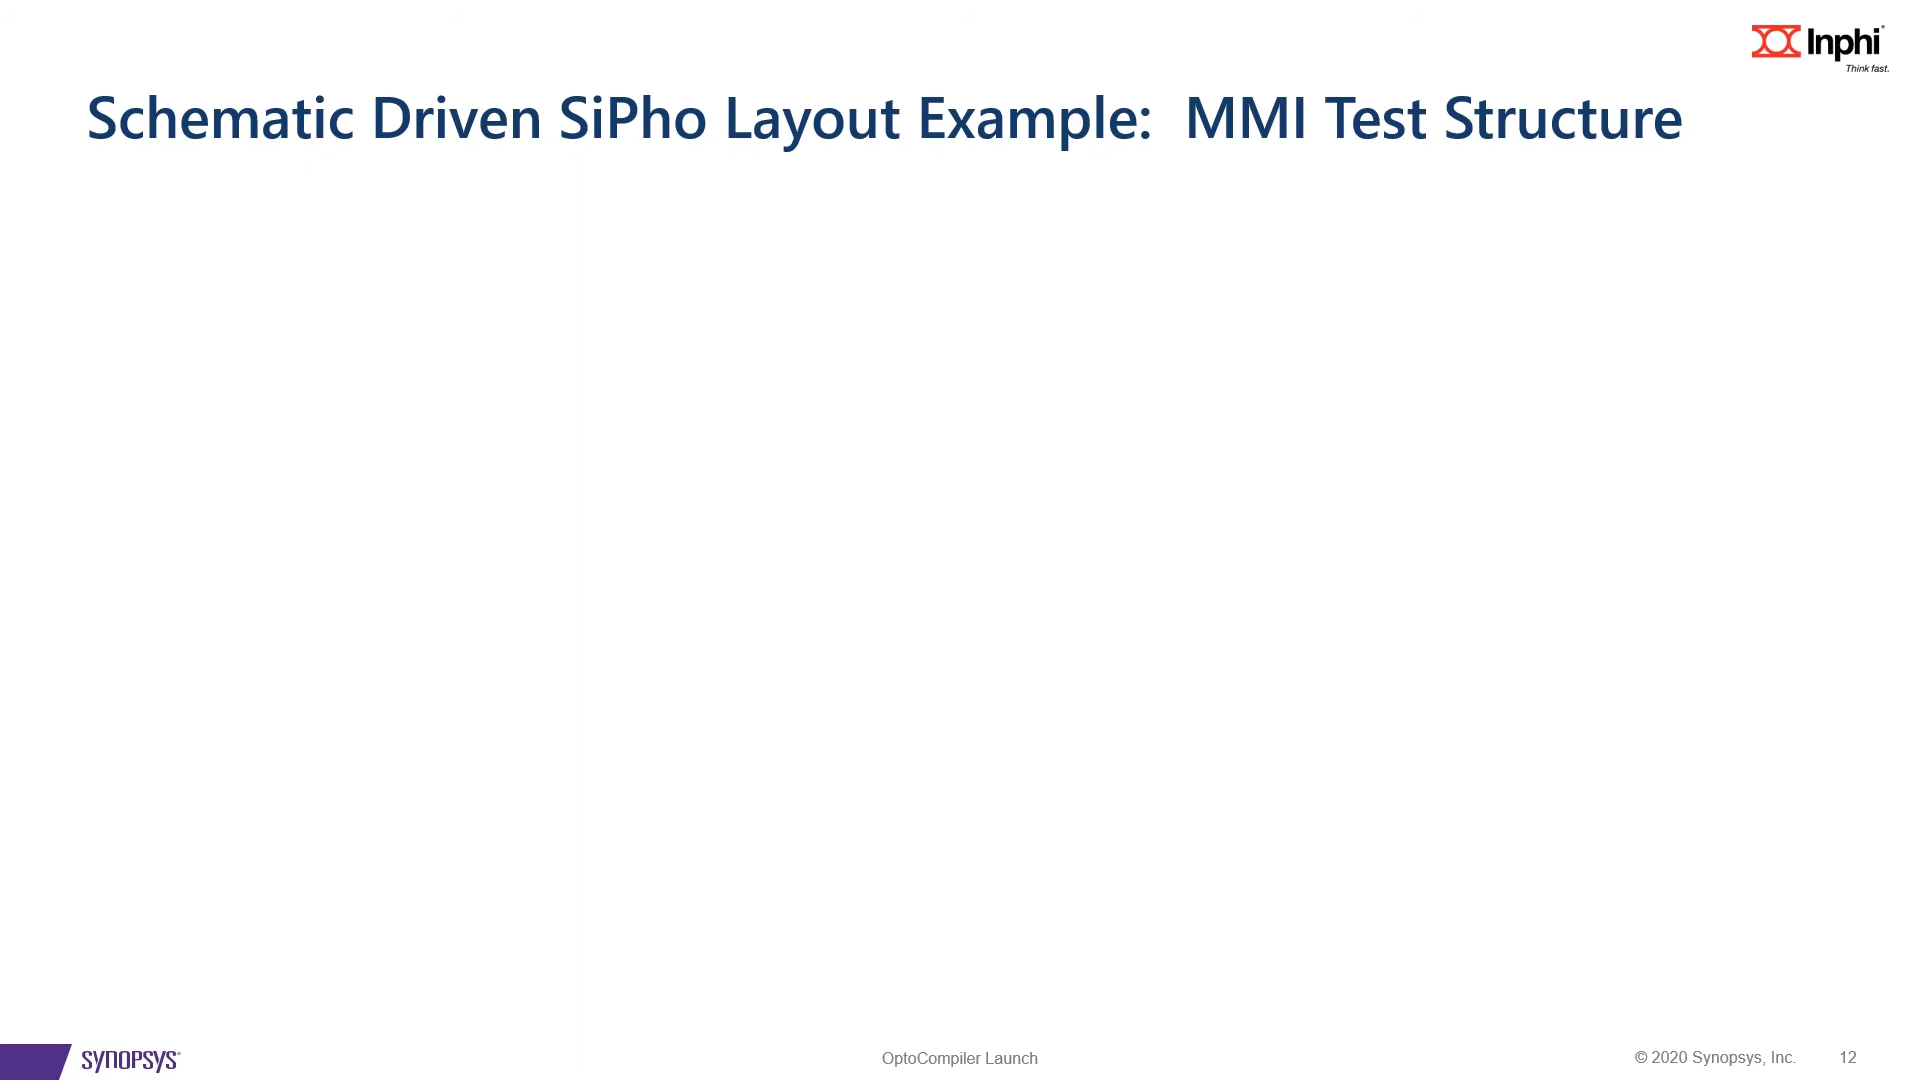 Inphi
Think fast.
Schematic Driven SiPho Layout Example: MMI Test Structure
SYNOPSYS®
OptoCompiler Launch
© 2020 Synopsys, Inc.
12